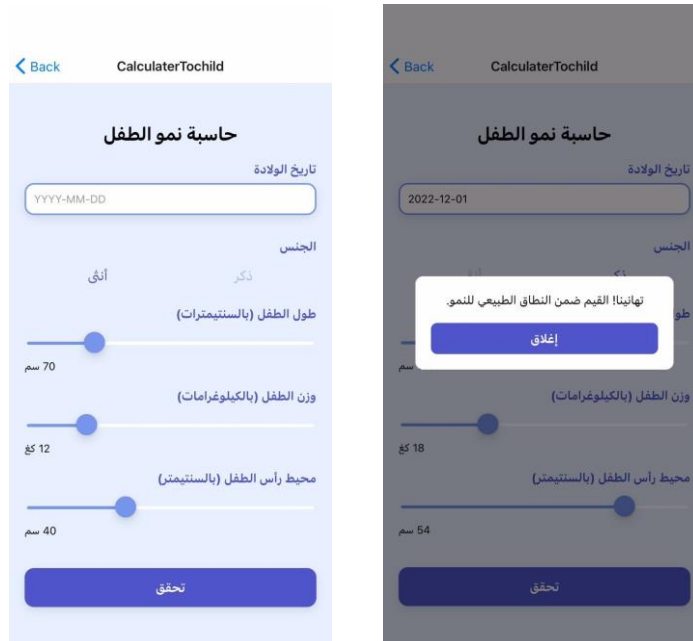 Back
CalculaterTochild
حاسبة نمو الطفل
تاريخ الولادة
YYYY-MM-DD
الجنس
ذكر أنثى
طول الطفل (بالسنتيمترات)
70 سم
وزن الطفل (بالكيلوغرامات)
12 كغ
محيط رأس الطفل (بالسنتيمتر)
40 سم
تحقق
Back
CalculaterTochild
حاسبة نمو الطفل
تاريخ الولادة
2022-12-01
الجنس
تهانينا! القيم ضمن النطاق الطبيعي للنمو.
إغلاق
سم
وزن الطفل (بالكيلوغرامات)
18 كغ
محيط رأس الطفل (بالسنتيمتر)
54 سم
تحقق